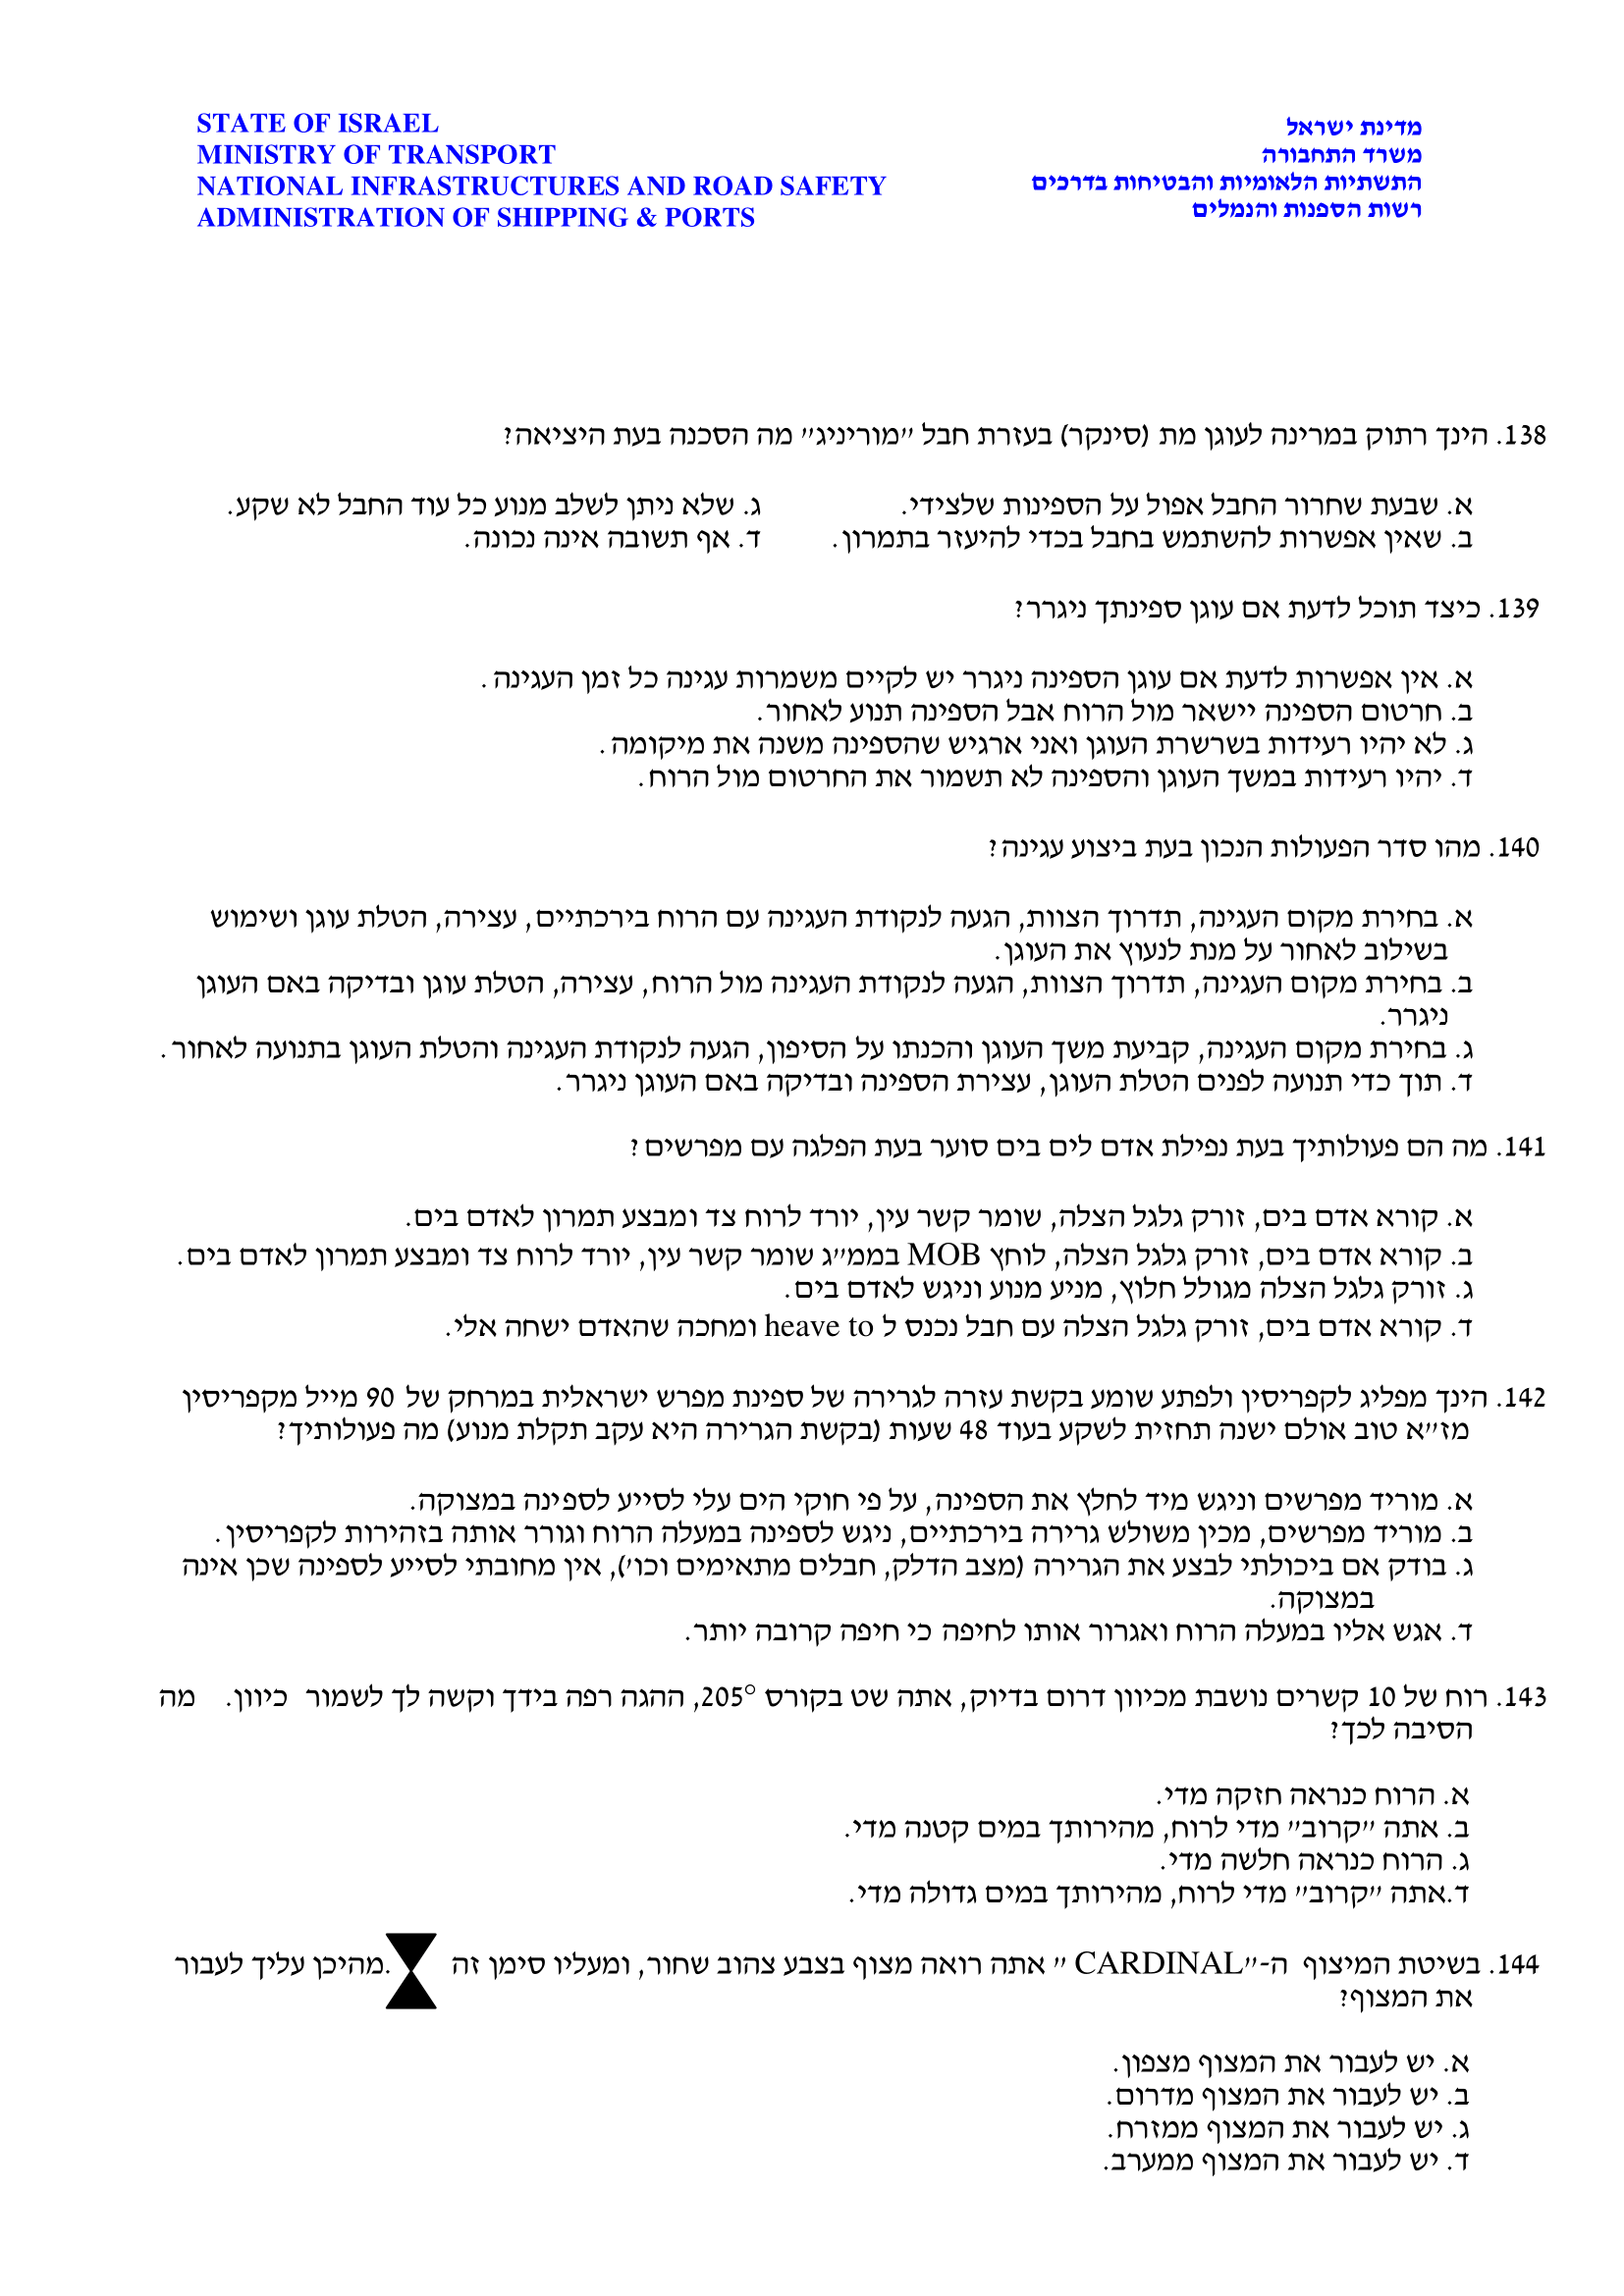 STATE OF ISRAEL
MINISTRY OF TRANSPORT
NATIONAL INFRASTRUCTURES AND ROAD SAFETY
ADMINISTRATION OF SHIPPING & PORTS
מדינת ישראל
משרד התחבורה
התשתיות הלאומיות והבטיחות בדרכים
רשות הספנות והנמלים
138. הינך רתוק במרינה לעוגן מת (סינקר) בעזרת חבל "מוריניג" מה הסכנה בעת היציאה?
א. שבעת שחרור החבל אפול על הספינות שלצידי. ג. שלא ניתן לשלב מנוע כל עוד החבל לא שקע.
ב. שאין אפשרות להשתמש בחבל בכדי להיעזר בתמרון. ד. אף תשובה אינה נכונה.
139. כיצד תוכל לדעת אם עוגן ספינתך ניגרר?
א. אין אפשרות לדעת אם עוגן הספינה ניגרר יש לקיים משמרות עגינה כל זמן העגינה.
ב. חרטום הספינה יישאר מול הרוח אבל הספינה תנוע לאחור.
ג. לא יהיו רעידות בשרשרת העוגן ואני ארגיש שהספינה משנה את מיקומה.
ד. יהיו רעידות במשך העוגן והספינה לא תשמור את החרטום מול הרוח.
140. מהו סדר הפעולות הנכון בעת ביצוע עגינה?
א. בחירת מקום העגינה, תדרוך הצוות, הגעה לנקודת העגינה עם הרוח בירכתיים, עצירה, הטלת עוגן ושימוש
בשילוב לאחור על מנת לנעוץ את העוגן.
ב. בחירת מקום העגינה, תדרוך הצוות, הגעה לנקודת העגינה מול הרוח, עצירה, הטלת עוגן ובדיקה באם העוגן
ניגרר.
ג. בחירת מקום העגינה, קביעת משך העוגן והכנתו על הסיפון, הגעה לנקודת העגינה והטלת העוגן בתנועה לאחור.
ד. תוך כדי תנועה לפנים הטלת העוגן, עצירת הספינה ובדיקה באם העוגן ניגרר.
141. מה הם פעולותיך בעת נפילת אדם לים בים סוער בעת הפלגה עם מפרשים?
א. קורא אדם בים, זורק גלגל הצלה, שומר קשר עין, יורד לרוח צד ומבצע תמרון לאדם בים.
ב. קורא אדם בים, זורק גלגל הצלה, לוחץ MOB בממ"ג שומר קשר עין, יורד לרוח צד ומבצע תמרון לאדם בים.
ג. זורק גלגל הצלה מגולל חלוץ, מניע מנוע וניגש לאדם בים.
ד. קורא אדם בים, זורק גלגל הצלה עם חבל נכנס ל heave to ומחכה שהאדם ישחה אלי.
142. הינך מפליג לקפריסין ולפתע שומע בקשת עזרה לגרירה של ספינת מפרש ישראלית במרחק של 90 מייל מקפריסין
מז"א טוב אולם ישנה תחזית לשקע בעוד 48 שעות (בקשת הגרירה היא עקב תקלת מנוע) מה פעולותיך?
א. מוריד מפרשים וניגש מיד לחלץ את הספינה, על פי חוקי הים עלי לסייע לספינה במצוקה.
ב. מוריד מפרשים, מכין משולש גרירה בירכתיים, ניגש לספינה במעלה הרוח וגורר אותה בזהירות לקפריסין.
ג. בודק אם ביכולתי לבצע את הגרירה (מצב הדלק, חבלים מתאימים וכו'), אין מחובתי לסייע לספינה שכן אינה
במצוקה.
ד. אגש אליו במעלה הרוח ואגרור אותו לחיפה כי חיפה קרובה יותר.
143. רוח של 10 קשרים נושבת מכיוון דרום בדיוק, אתה שט בקורס 205°, ההגה רפה בידך וקשה לך לשמור כיוון. מה
הסיבה לכך?
א. הרוח כנראה חזקה מדי.
ב. אתה "קרוב" מדי לרוח, מהירותך במים קטנה מדי.
ג. הרוח כנראה חלשה מדי.
ד.אתה "קרוב" מדי לרוח, מהירותך במים גדולה מדי.
144. בשיטת המיצוף ה-"CARDINAL " אתה רואה מצוף בצבע צהוב שחור, ומעליו סימן זה .מהיכן עליך לעבור
את המצוף?
א. יש לעבור את המצוף מצפון.
ב. יש לעבור את המצוף מדרום.
ג. יש לעבור את המצוף ממזרח.
ד. יש לעבור את המצוף ממערב.